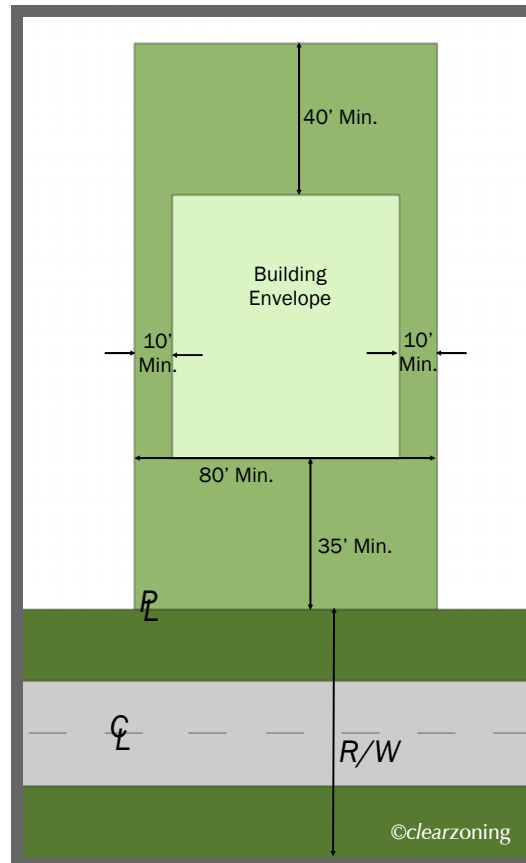 40’ Min.
Building
Envelope
10’
Min.
10’
Min.
80’ Min.
35’ Min.
PL
CL
R/W
©clearzoning